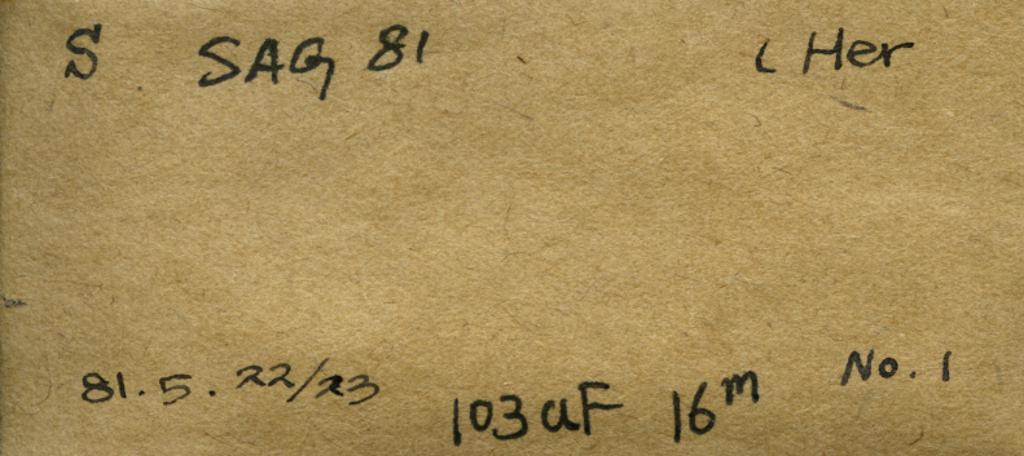 S SAG 81 ι Her
81.5.22/23 103aF 16m No. 1